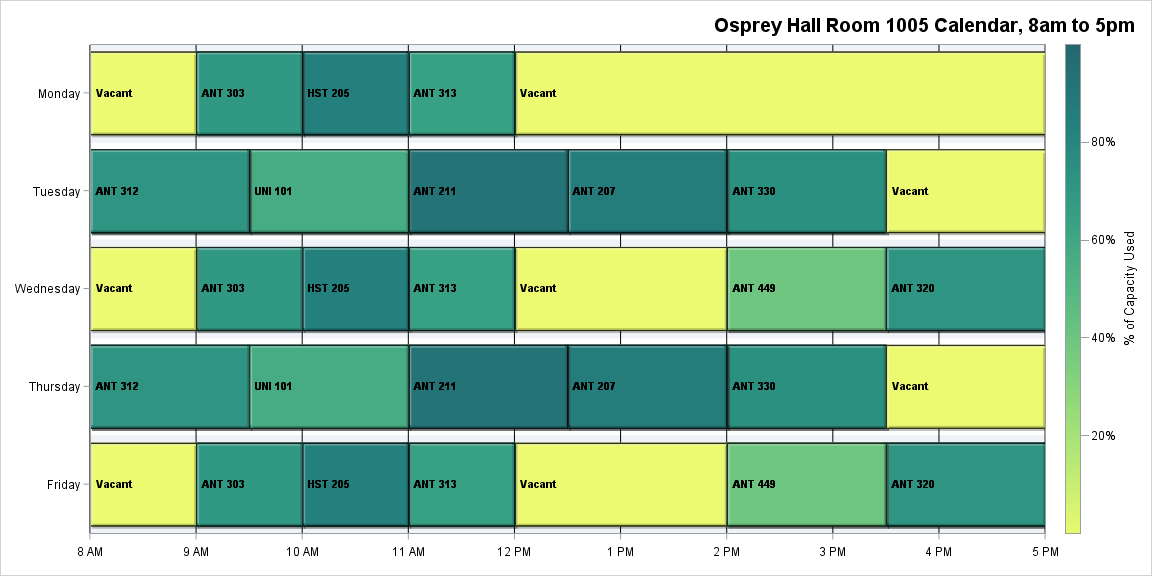 Osprey Hall Room 1005 Calendar, 8am to 5pm
Monday
Vacant
ANT 303
HST 205
ANT 313
Vacant
Tuesday
ANT 312
UNI 101
ANT 211
ANT 207
ANT 330
Vacant
Wednesday
Vacant
ANT 303
HST 205
ANT 313
Vacant
ANT 449
ANT 320
Thursday
ANT 312
UNI 101
ANT 211
ANT 207
ANT 330
Vacant
Friday
Vacant
ANT 303
HST 205
ANT 313
Vacant
ANT 449
ANT 320
8 AM
9 AM
10 AM
11 AM
12 PM
1 PM
2 PM
3 PM
4 PM
5 PM
80%
60%
40%
20%
% of Capacity Used